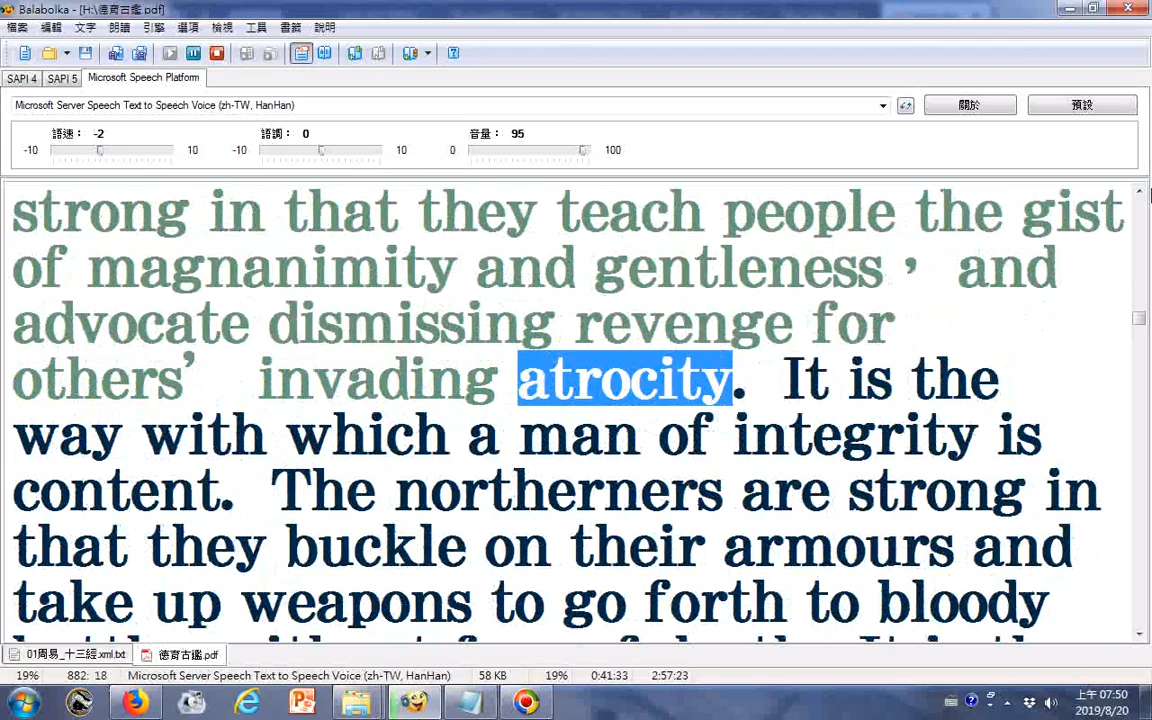 Balabolka - [H:\德育古鑑.pdf]
檔案 編輯 文字 朗讀 引擎 選項 檢視 工具 書籤 說明
SAPI 4 SAPI 5 Microsoft Speech Platform
Microsoft Server Speech Text to Speech Voice (zh-TW, HanHan) 關於 預設
語速： -2 語調： 0 音量： 95
-10 10 -10 10 0 100
strong in that they teach people the gist
of magnanimity and gentleness， and
advocate dismissing revenge for
others’ invading atrocity. It is the
way with which a man of integrity is
content. The northerners are strong in
that they buckle on their armours and
take up weapons to go forth to bloody
01周易_十三經.xml.txt 德育古鑑.pdf
19% 882: 18 Microsoft Server Speech Text to Speech Voice (zh-TW, HanHan) 58 KB 19% 0:41:33 2:57:23
上午 07:50
2019/8/20